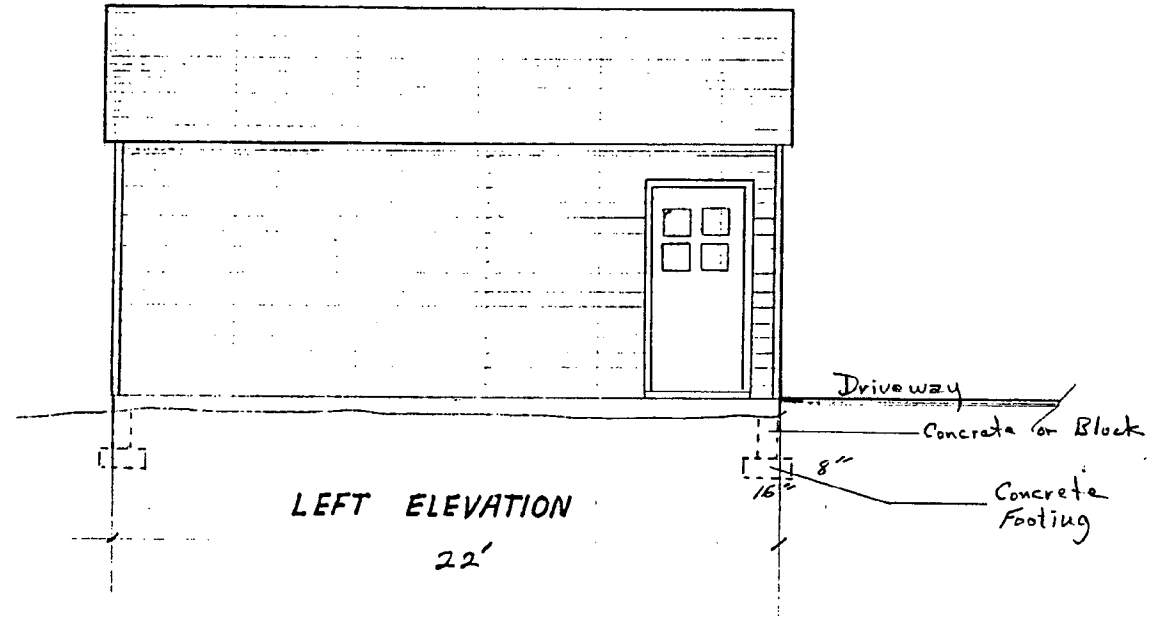 Driveway
Concrete or Block
8"
16"
Concrete
Footing
LEFT ELEVATION
22'